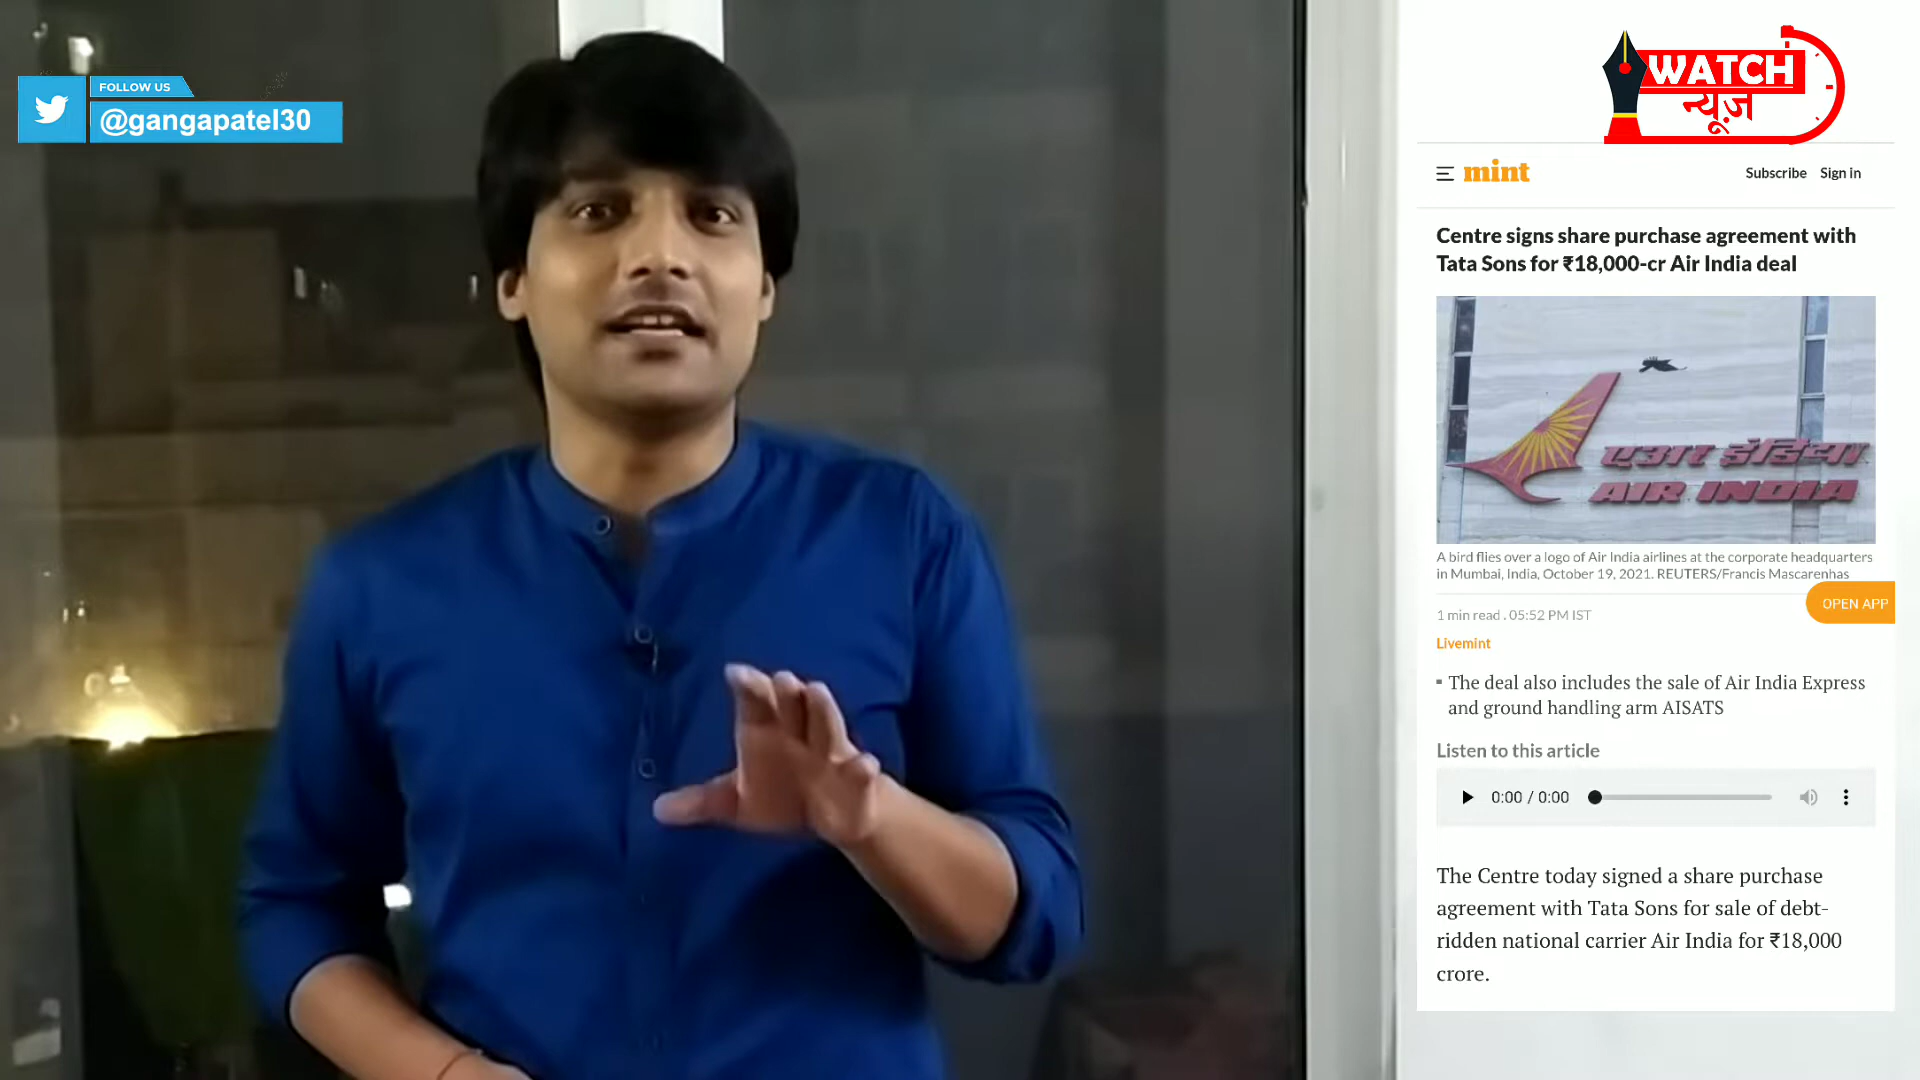 FOLLOW US
@gangapatel30
WATCH
न्यूज़
mint
Subscribe Sign in
Centre signs share purchase agreement with
Tata Sons for ₹18,000-cr Air India deal
एअर इंडिया
AIR INDIA
A bird flies over a logo of Air India airlines at the corporate headquarters
in Mumbai, India, October 19, 2021. REUTERS/Francis Mascarenhas
OPEN APP
1 min read . 05:52 PM IST
Livemint
▪ The deal also includes the sale of Air India Express
and ground handling arm AISATS
Listen to this article
0:00 / 0:00
The Centre today signed a share purchase
agreement with Tata Sons for sale of debt-
ridden national carrier Air India for ₹18,000
crore.